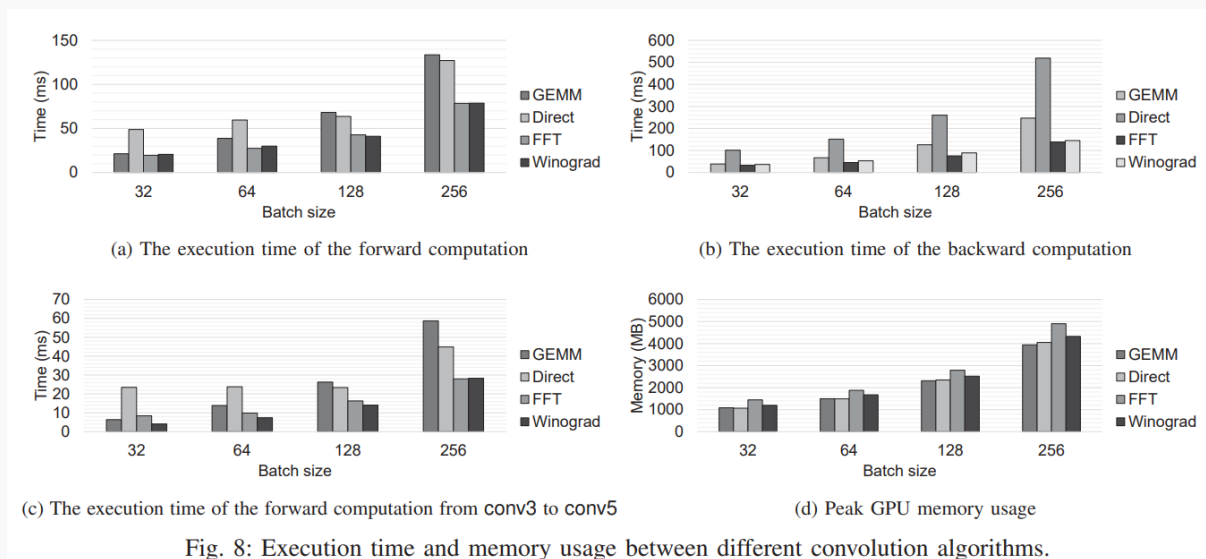 150
100
50
0
Time (ms)
32 64 128 256
Batch size
GEMM
Direct
FFT
Winograd
(a) The execution time of the forward computation
600
500
400
300
200
100
0
Time (ms)
32 64 128 256
Batch size
GEMM
Direct
FFT
Winograd
(b) The execution time of the backward computation
70
60
50
40
30
20
10
0
Time (ms)
32 64 128 256
Batch size
GEMM
Direct
FFT
Winograd
(c) The execution time of the forward computation from conv3 to conv5
6000
5000
4000
3000
2000
1000
0
Memory (MB)
32 64 128 256
Batch size
GEMM
Direct
FFT
Winograd
(d) Peak GPU memory usage
Fig. 8: Execution time and memory usage between different convolution algorithms.